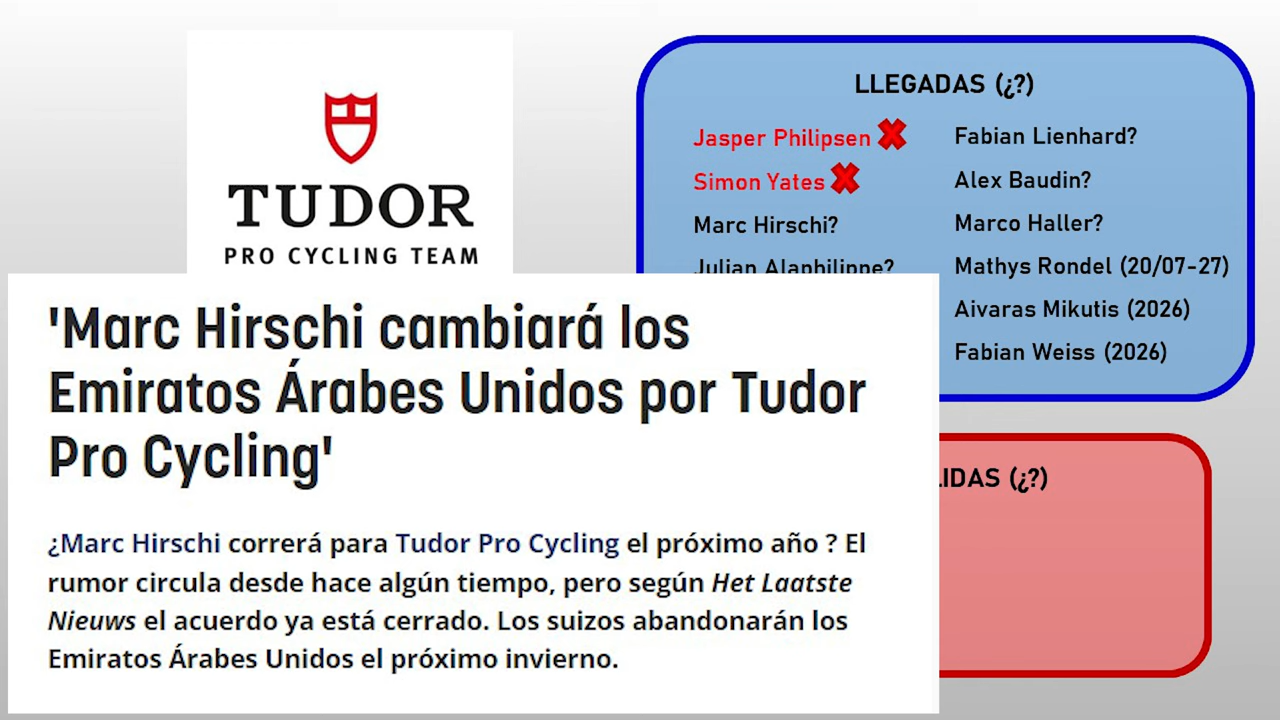 TUDOR
PRO CYCLING TEAM
LLEGADAS (¿?)
Jasper Philipsen
Simon Yates
Marc Hirschi?
Julian Alaphilippe?
Fabian Lienhard?
Alex Baudin?
Marco Haller?
Mathys Rondel (20/07-27)
Aivaras Mikutis (2026)
Fabian Weiss (2026)
LIDAS (¿?)
'Marc Hirschi cambiará los
Emiratos Árabes Unidos por Tudor
Pro Cycling'
¿Marc Hirschi correrá para Tudor Pro Cycling el próximo año ? El
rumor circula desde hace algún tiempo, pero según Het Laatste
Nieuws el acuerdo ya está cerrado. Los suizos abandonarán los
Emiratos Árabes Unidos el próximo invierno.